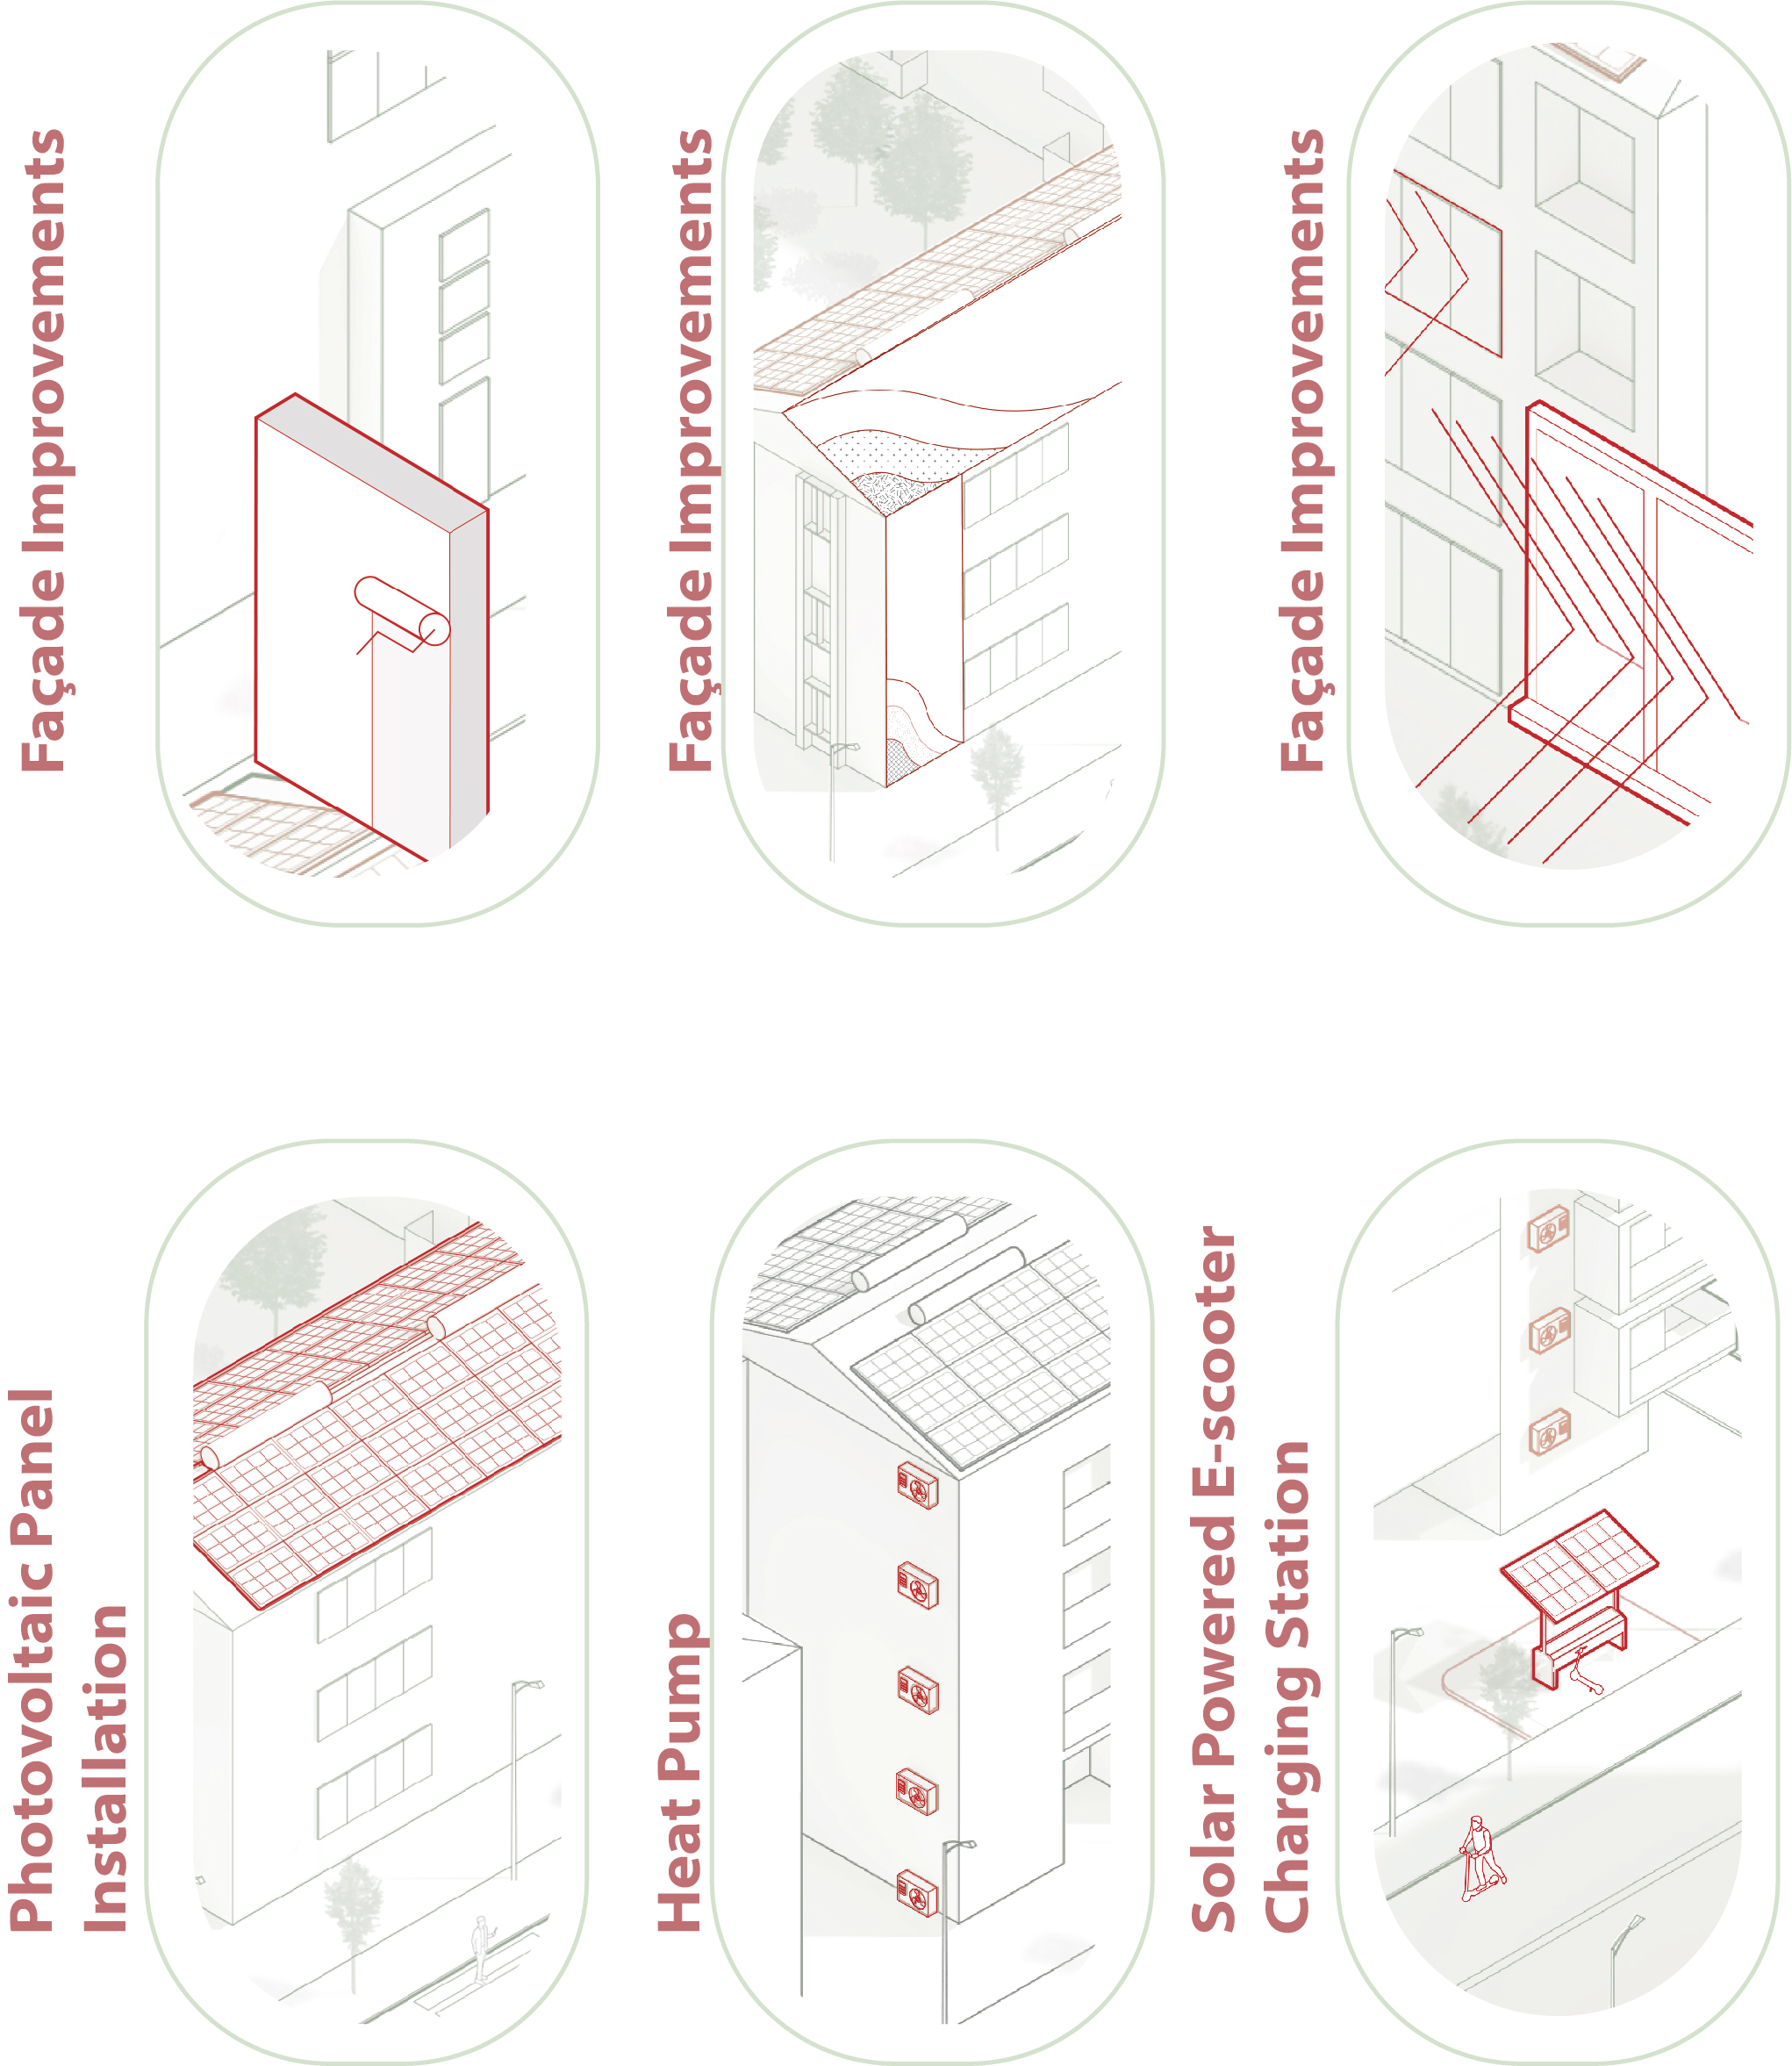 Façade Improvements
Façade Improvements
Façade Improvements
Photovoltaic Panel
Installation
Heat Pump
Solar Powered E-scooter
Charging Station